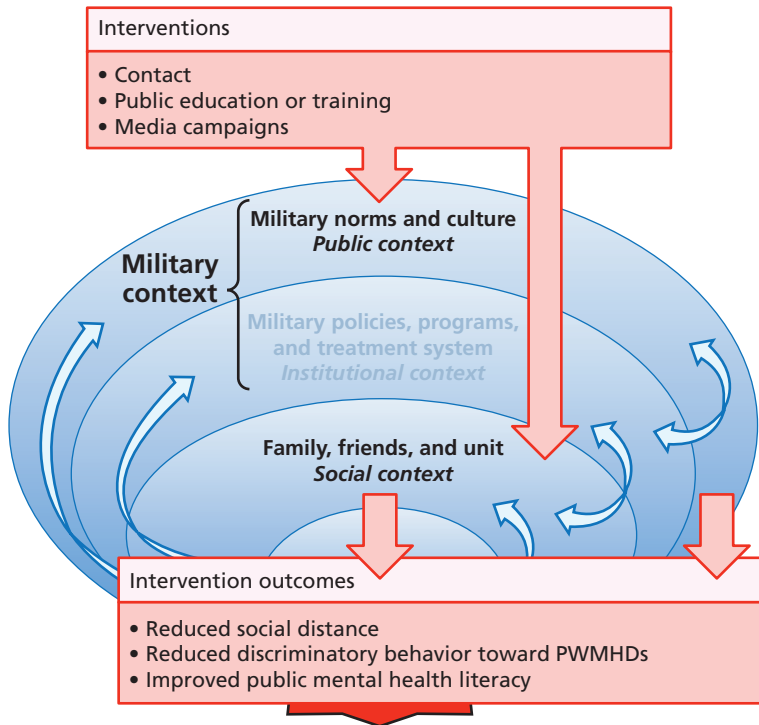 Interventions
• Contact
• Public education or training
• Media campaigns
Military norms and culture
Public context
Military
context
Military policies, programs,
and treatment system
Institutional context
Family, friends, and unit
Social context
Intervention outcomes
• Reduced social distance
• Reduced discriminatory behavior toward PWMHDs
• Improved public mental health literacy